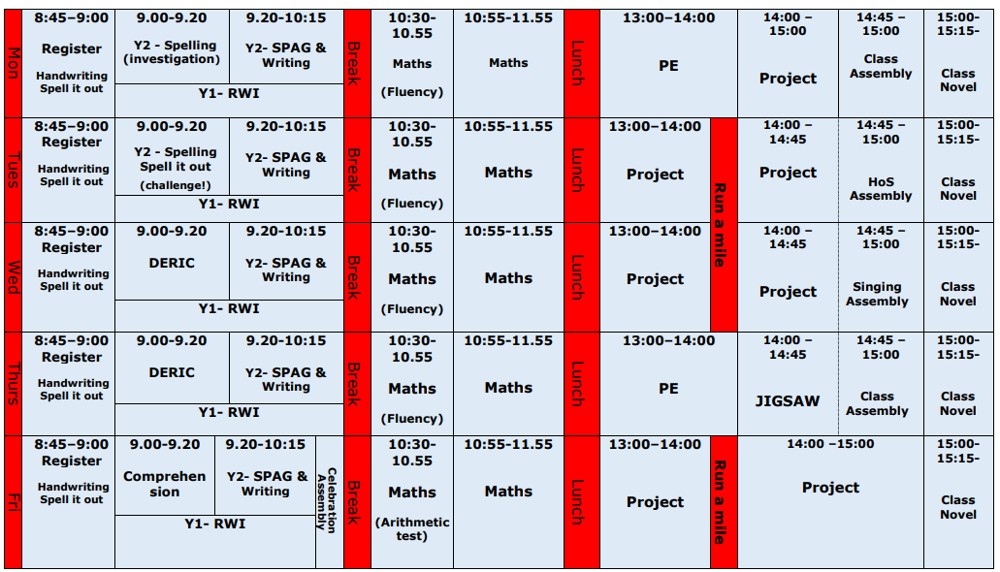 Mon
8:45–9:00
Register
Handwriting
Spell it out
9.00-9.20
Y2 - Spelling
(investigation)
9.20-10:15
Y2- SPAG &
Writing
Y1- RWI
Break
10:30-
10.55
Maths
(Fluency)
10:55-11.55
Maths
Lunch
13:00–14:00
PE
14:00 –
15:00
Project
14:45 –
15:00
Class
Assembly
15:00-
15:15-
Class
Novel
Tues
8:45–9:00
Register
Handwriting
Spell it out
9.00-9.20
Y2 - Spelling
Spell it out
(challenge!)
9.20-10:15
Y2- SPAG &
Writing
Y1- RWI
Break
10:30-
10.55
Maths
(Fluency)
10:55-11.55
Maths
Lunch
13:00–14:00
Project
Run a mile
14:00 –
14:45
Project
14:45 –
15:00
HoS
Assembly
15:00-
15:15-
Class
Novel
Wed
8:45–9:00
Register
Handwriting
Spell it out
9.00-9.20
DERIC
9.20-10:15
Y2- SPAG &
Writing
Y1- RWI
Break
10:30-
10.55
Maths
(Fluency)
10:55-11.55
Maths
Lunch
13:00–14:00
Project
14:00 –
14:45
Project
14:45 –
15:00
Singing
Assembly
15:00-
15:15-
Class
Novel
Thurs
8:45–9:00
Register
Handwriting
Spell it out
9.00-9.20
DERIC
9.20-10:15
Y2- SPAG &
Writing
Y1- RWI
Break
10:30-
10.55
Maths
(Fluency)
10:55-11.55
Maths
Lunch
13:00–14:00
PE
14:00 –
14:45
JIGSAW
14:45 –
15:00
Class
Assembly
15:00-
15:15-
Class
Novel
Fri
8:45–9:00
Register
Handwriting
Spell it out
9.00-9.20
Comprehen
sion
9.20-10:15
Y2- SPAG &
Writing
Y1- RWI
Celebration
Assembly
Break
10:30-
10.55
Maths
(Arithmetic
test)
10:55-11.55
Maths
Lunch
13:00–14:00
Project
Run a mile
14:00 –15:00
Project
15:00-
15:15-
Class
Novel